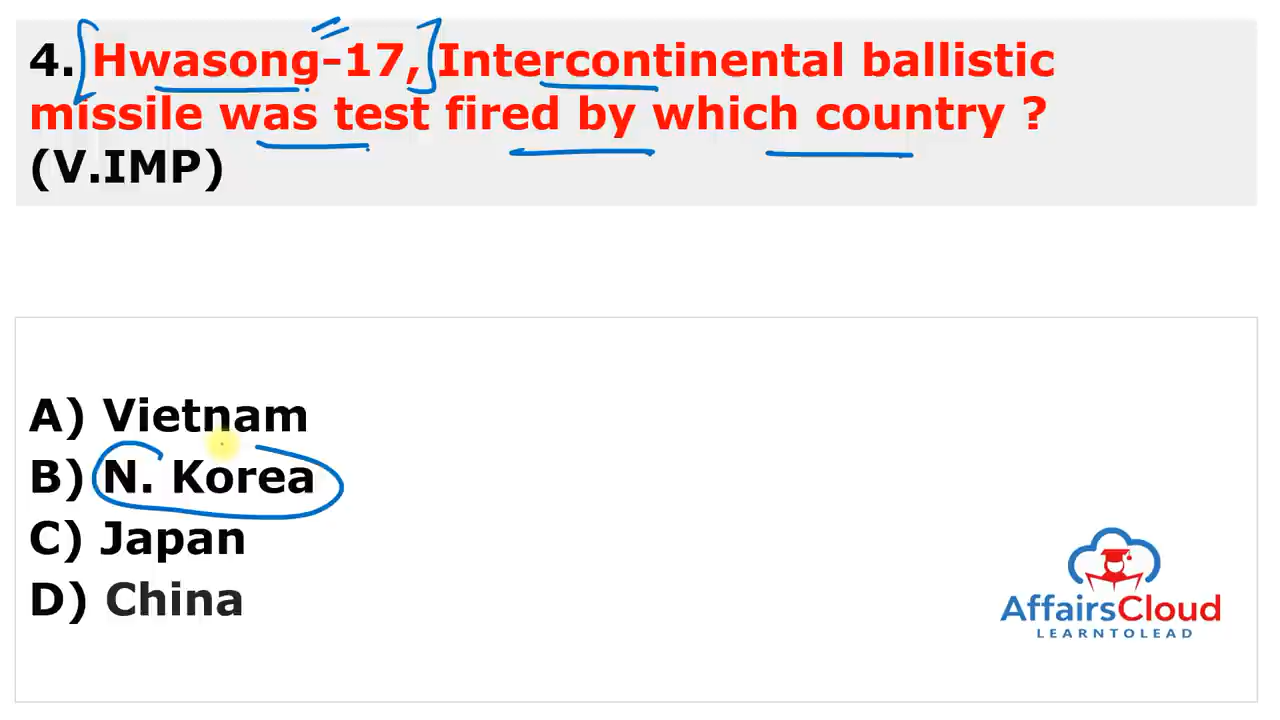 4. Hwasong-17, Intercontinental ballistic
missile was test fired by which country ?
(V.IMP)
A) Vietnam
B) N. Korea
C) Japan
D) China
AffairsCloud
LEARNTOLEAD